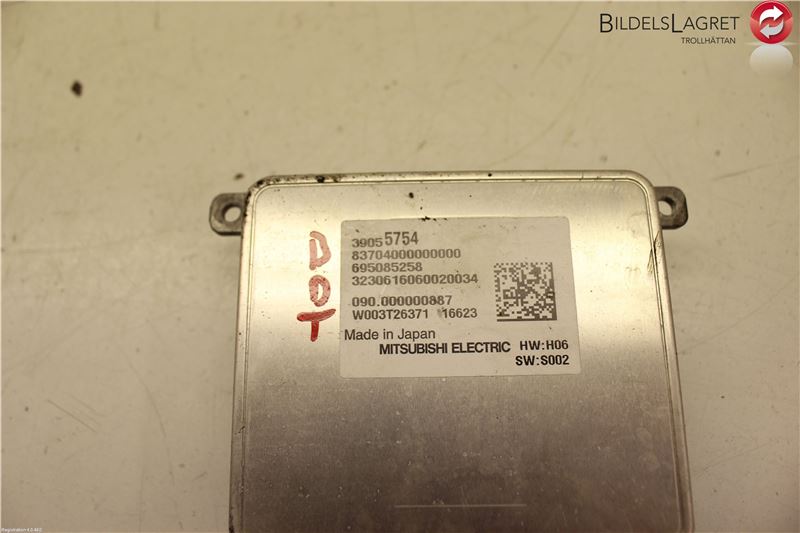 BILDELSLAGRET
TROLLHÄTTAN
DOT
39055754
83704000000000
695085258
3230616060020034
090.000000887
W003T26371 16623
Made in Japan
MITSUBISHI ELECTRIC HW:H06
SW:S002